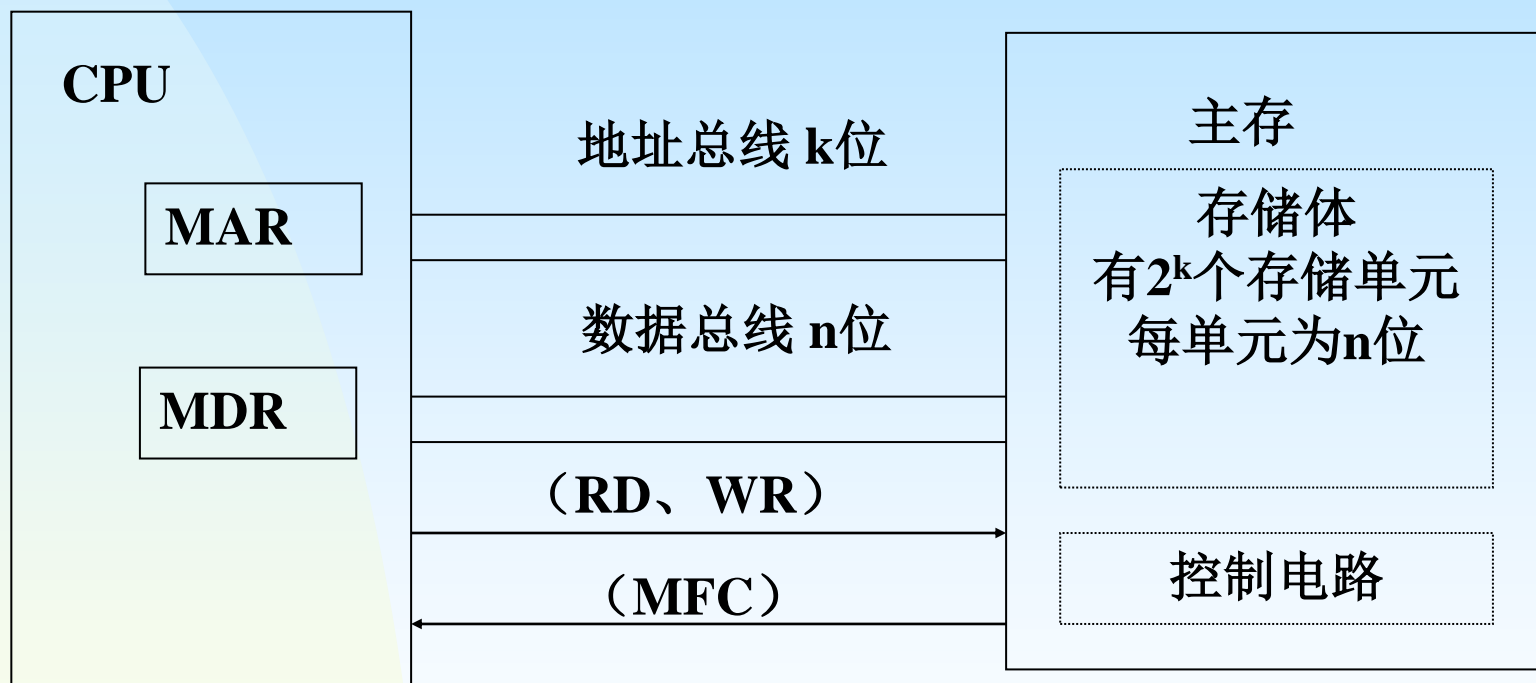 CPU
MAR
MDR
地址总线 k位
数据总线 n位
（RD、WR）
（MFC）
主存
存储体
有2ᵏ个存储单元
每单元为n位
控制电路